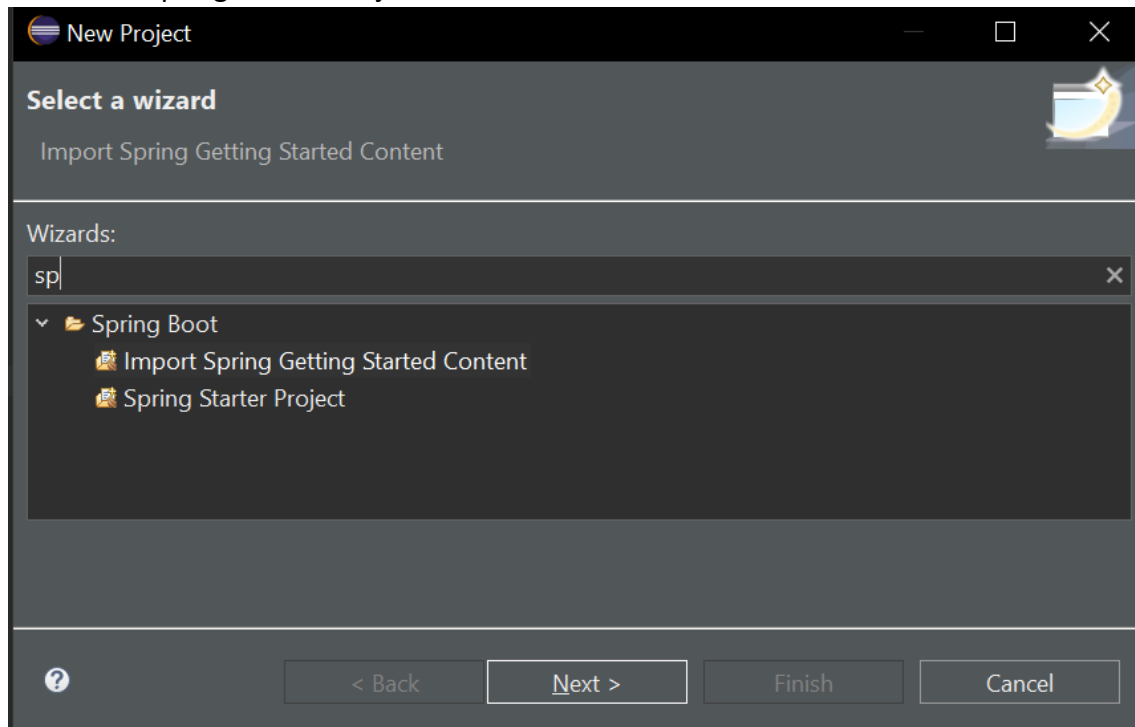 New Project
Select a wizard
Import Spring Getting Started Content
Wizards:
sp
Spring Boot
Import Spring Getting Started Content
Spring Starter Project
< Back
Next >
Finish
Cancel